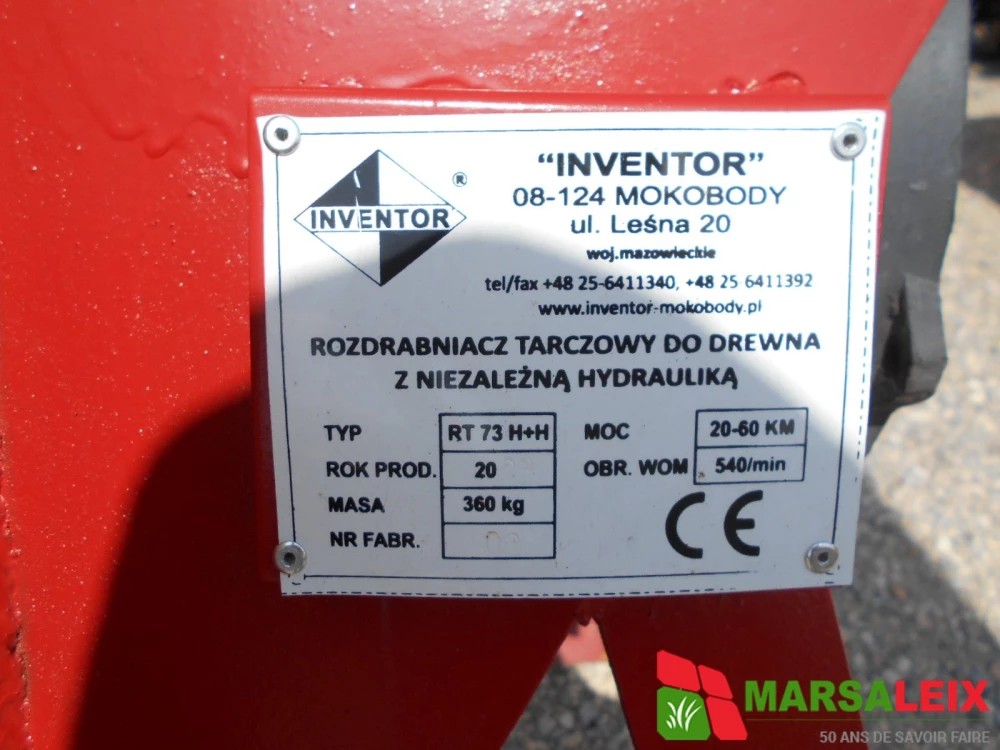 INVENTOR ®
"INVENTOR"
08-124 MOKOBODY
ul. Leśna 20
woj.mazowieckie
tel/fax +48 25-6411340, +48 25 6411392
www.inventor-mokobody.pl
ROZDRABNIACZ TARCZOWY DO DREWNA
Z NIEZALEŻNĄ HYDRAULIKĄ
TYP RT 73 H+H MOC 20-60 KM
ROK PROD. 20 OBR. WOM 540/min
MASA 360 kg
NR FABR.
CE
MARSALEIX
50 ANS DE SAVOIR FAIRE